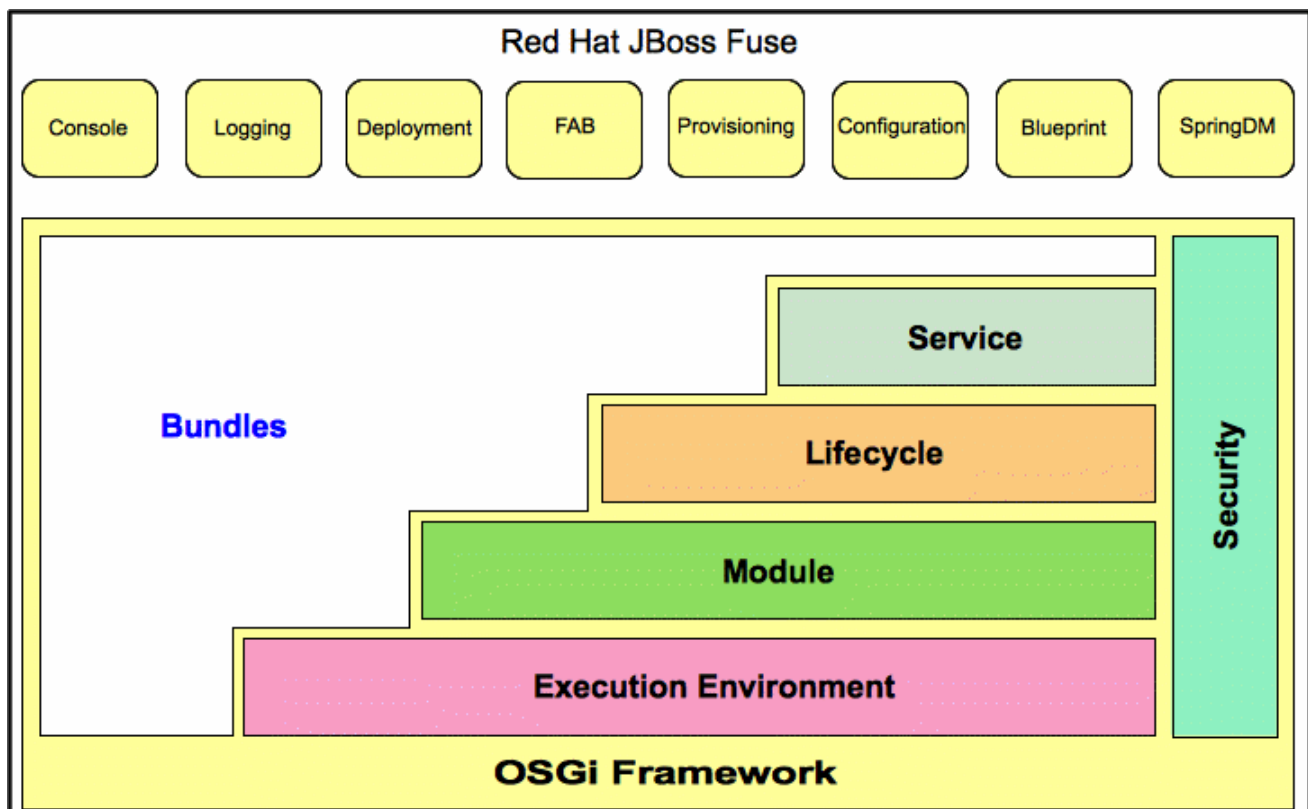 Red Hat JBoss Fuse
Console
Logging
Deployment
FAB
Provisioning
Configuration
Blueprint
SpringDM
Service
Bundles
Lifecycle
Security
Module
Execution Environment
OSGi Framework